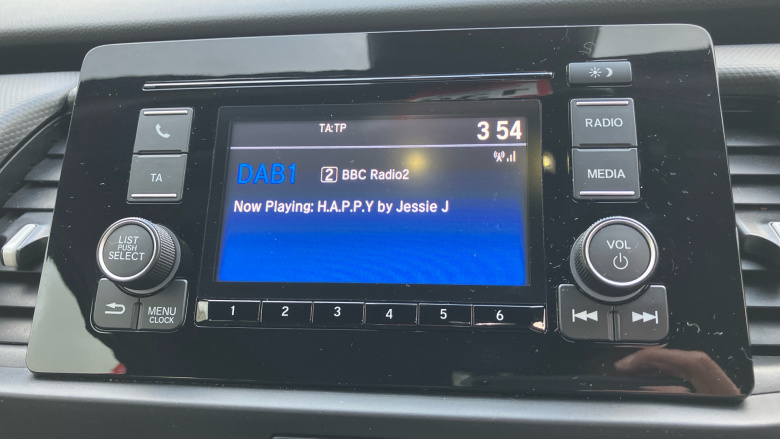 TA:TP
3 54
DAB1
2 BBC Radio2
Now Playing: H.A.P.P.Y by Jessie J
TA
LIST
PUSH
SELECT
MENU
CLOCK
RADIO
MEDIA
VOL
1 2 3 4 5 6